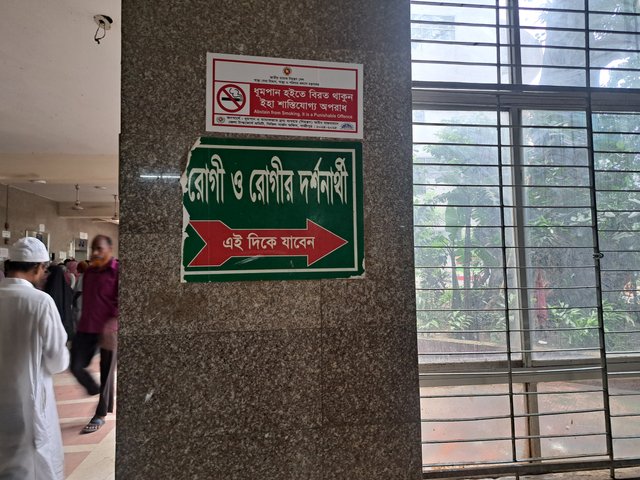 ধূমপান হইতে বিরত থাকুন
ইহা শাস্তিযোগ্য অপরাধ
Abstain from Smoking, It is a Punishable Offence
রোগী ও রোগীর দর্শনার্থী
এই দিকে যাবেন